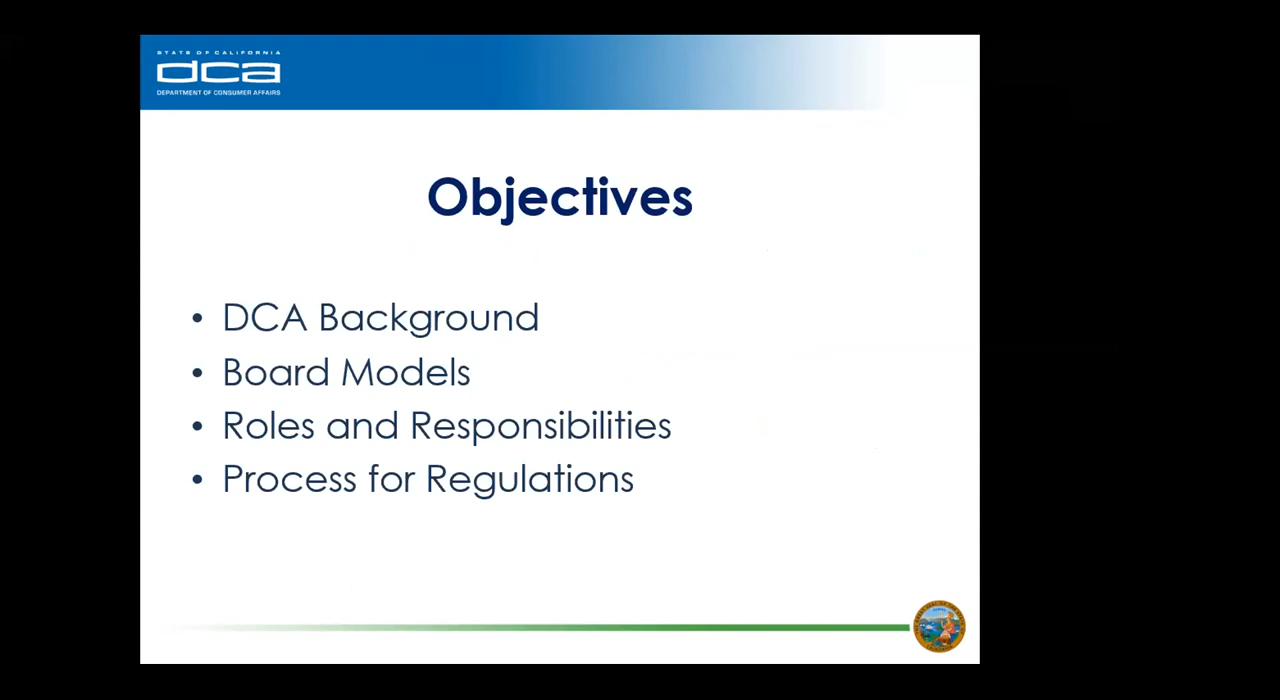 STATE OF CALIFORNIA
dca
DEPARTMENT OF CONSUMER AFFAIRS
Objectives
• DCA Background
• Board Models
• Roles and Responsibilities
• Process for Regulations